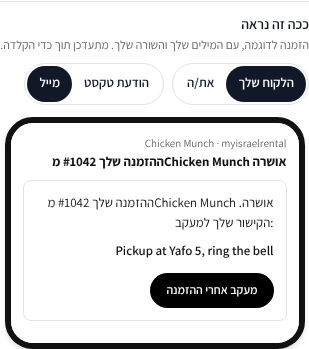 ככה זה נראה
הזמנה לדוגמה, עם המילים שלך והשורה שלך. מתעדכן תוך כדי הקלדה.
הלקוח שלך
את/ה
הודעת טקסט
מייל
Chicken Munch · myisraelrental
אושרה Chicken Munchההזמנה שלך 1042# מ
אושרה. Chicken Munchההזמנה שלך 1042# מ
הקישור שלך למעקב:
Pickup at Yafo 5, ring the bell
מעקב אחרי ההזמנה